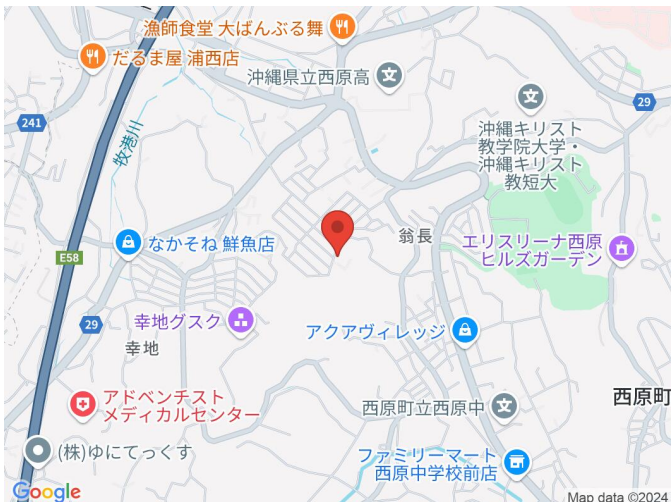 漁師食堂 大ばんぶる舞
だるま屋 浦西店
沖縄県立西原高
29
241
牧港川
沖縄キリスト
教学院大学・
沖縄キリスト
教短大
翁長
なかそね 鮮魚店
エリスリーナ西原
ヒルズガーデン
E58
幸地グスク
29
幸地
アクアヴィレッジ
アドベンチスト
メディカルセンター
西原町立西原中
西原町
(株)ゆにてっくす
ファミリーマート
西原中学校前店
Google
Map data ©2024